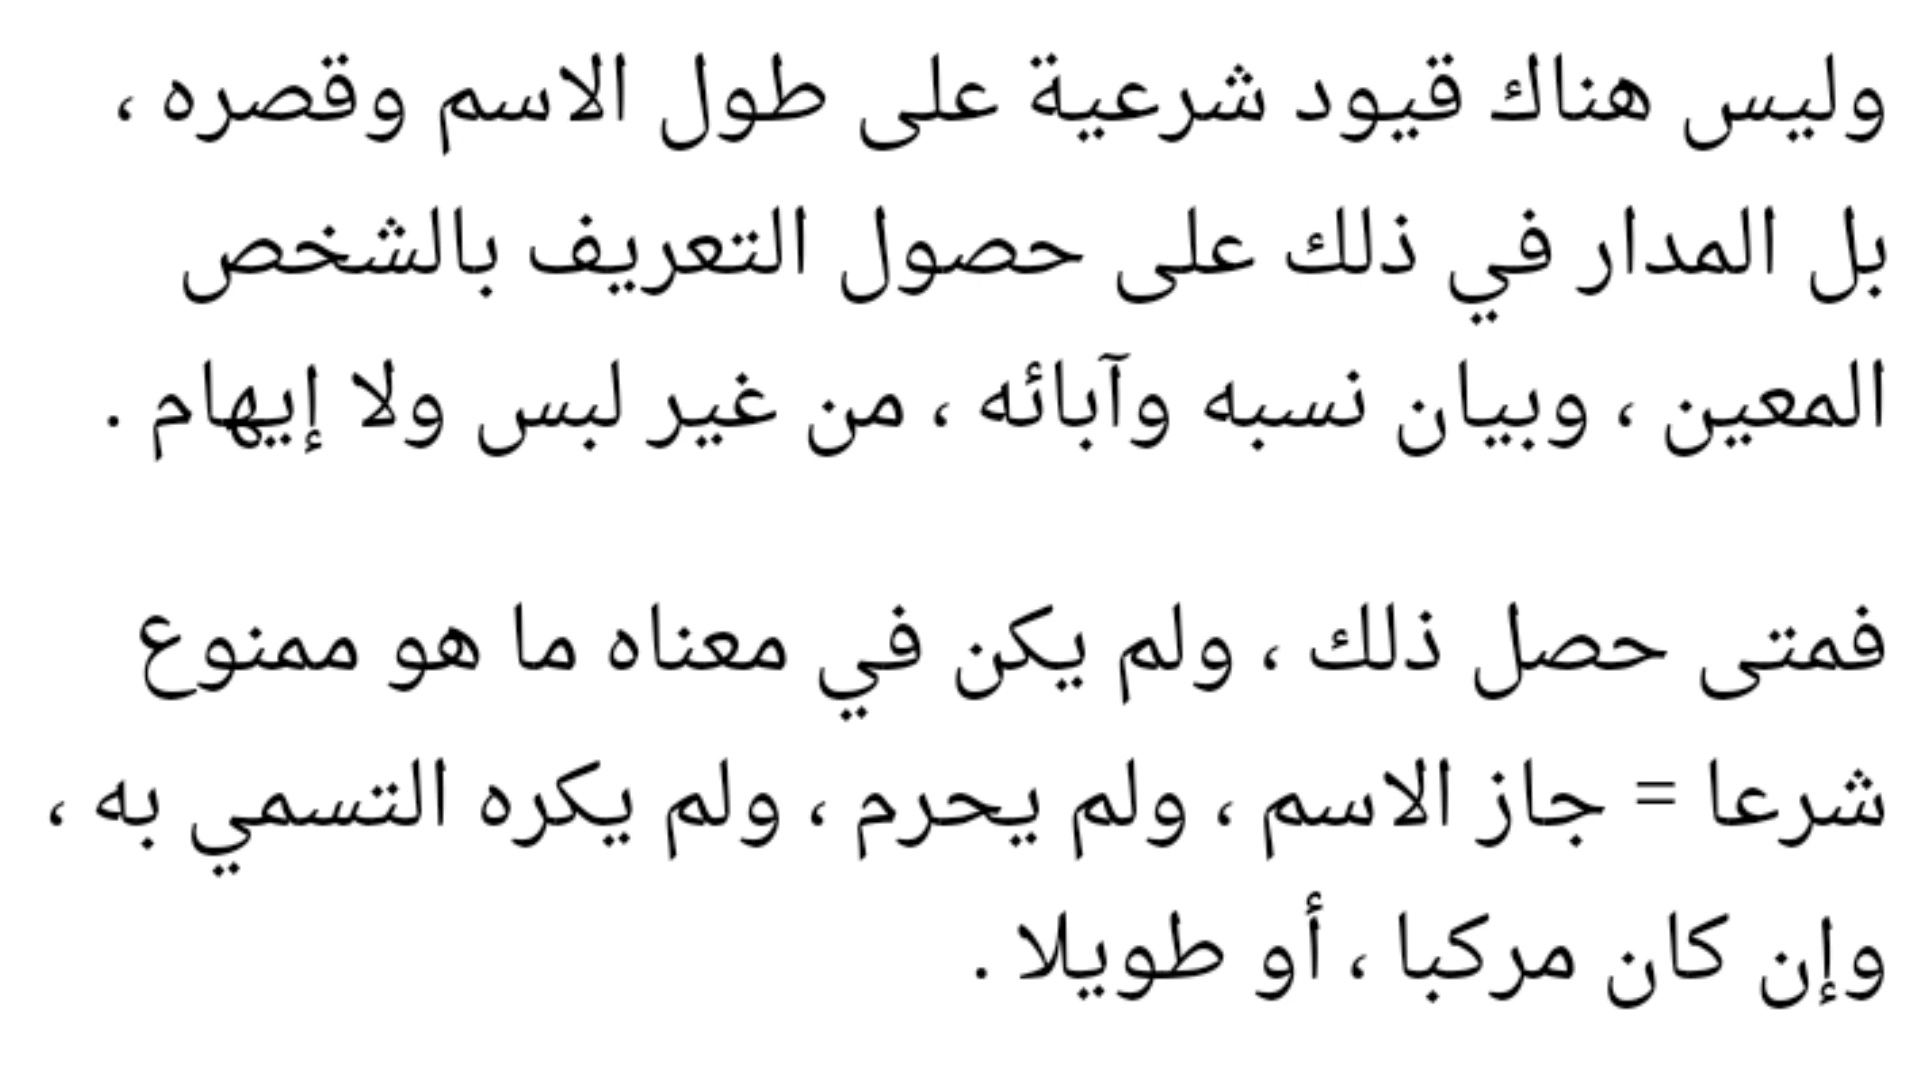 وليس هناك قيود شرعية على طول الاسم وقصره ،
بل المدار في ذلك على حصول التعريف بالشخص
المعين ، وبيان نسبه وآبائه ، من غير لبس ولا إيهام .
فمتى حصل ذلك ، ولم يكن في معناه ما هو ممنوع
شرعا = جاز الاسم ، ولم يحرم ، ولم يكره التسمي به ،
وإن كان مركبا ، أو طويلا .